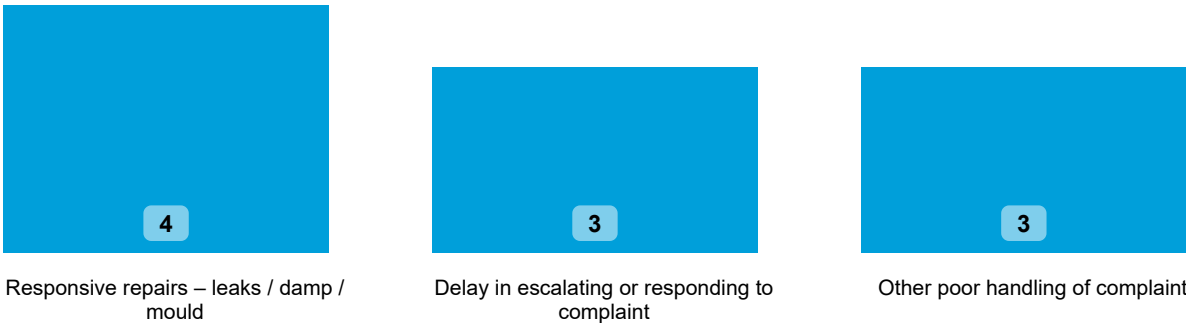 4
3
3
Responsive repairs – leaks / damp /
mould
Delay in escalating or responding to
complaint
Other poor handling of complaint